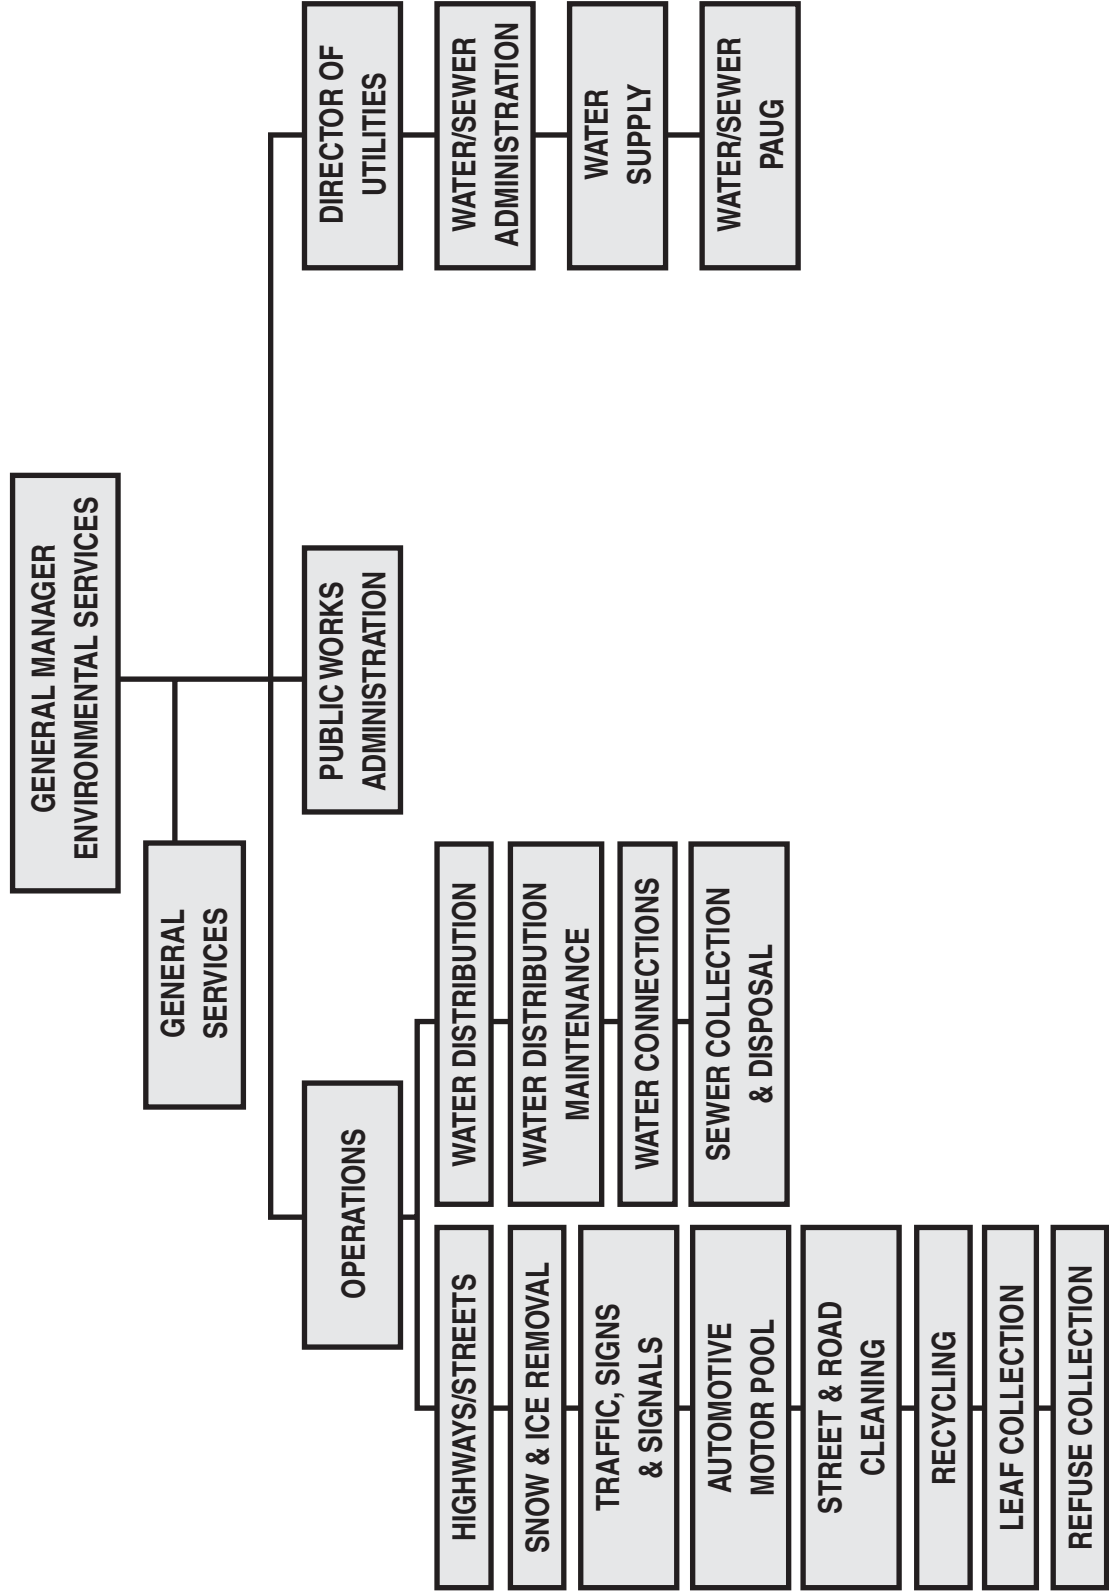 GENERAL MANAGER
ENVIRONMENTAL SERVICES
GENERAL
SERVICES
OPERATIONS
PUBLIC WORKS
ADMINISTRATION
DIRECTOR OF
UTILITIES
HIGHWAYS/STREETS
SNOW & ICE REMOVAL
TRAFFIC, SIGNS
& SIGNALS
AUTOMOTIVE
MOTOR POOL
STREET & ROAD
CLEANING
RECYCLING
LEAF COLLECTION
REFUSE COLLECTION
WATER DISTRIBUTION
WATER DISTRIBUTION
MAINTENANCE
WATER CONNECTIONS
SEWER COLLECTION
& DISPOSAL
WATER/SEWER
ADMINISTRATION
WATER
SUPPLY
WATER/SEWER
PAUG